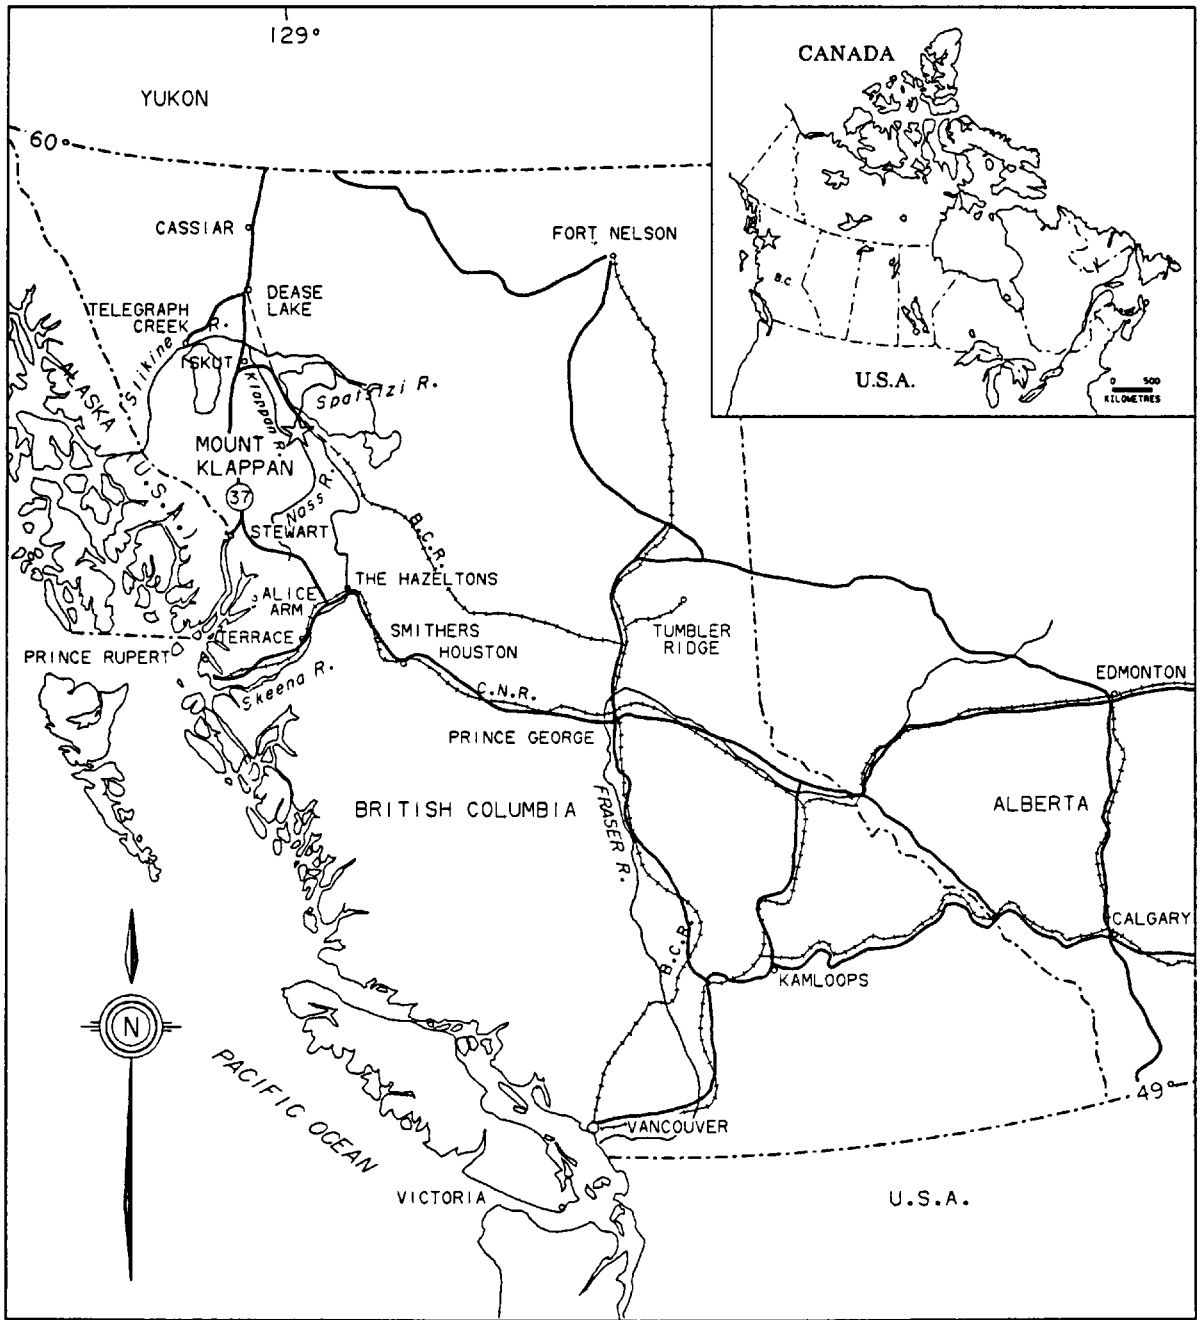 129°
YUKON
60°
CANADA
B.C.
U.S.A.
0 500
KILOMETRES
CASSIAR
FORT NELSON
DEASE
LAKE
TELEGRAPH
CREEK
R.
Stikine
ISKUT
Klappan R.
Spatsizi R.
ALASKA
U.S.A.
MOUNT
KLAPPAN
37
Nass R.
B.C.R.
STEWART
THE HAZELTONS
ALICE
ARM
TERRACE
SMITHERS
HOUSTON
TUMBLER
RIDGE
PRINCE RUPERT
Skeena R.
C.N.R.
EDMONTON
PRINCE GEORGE
BRITISH COLUMBIA
FRASER R.
ALBERTA
CALGARY
B.C.R.
KAMLOOPS
N
PACIFIC OCEAN
49°
VANCOUVER
VICTORIA
U.S.A.